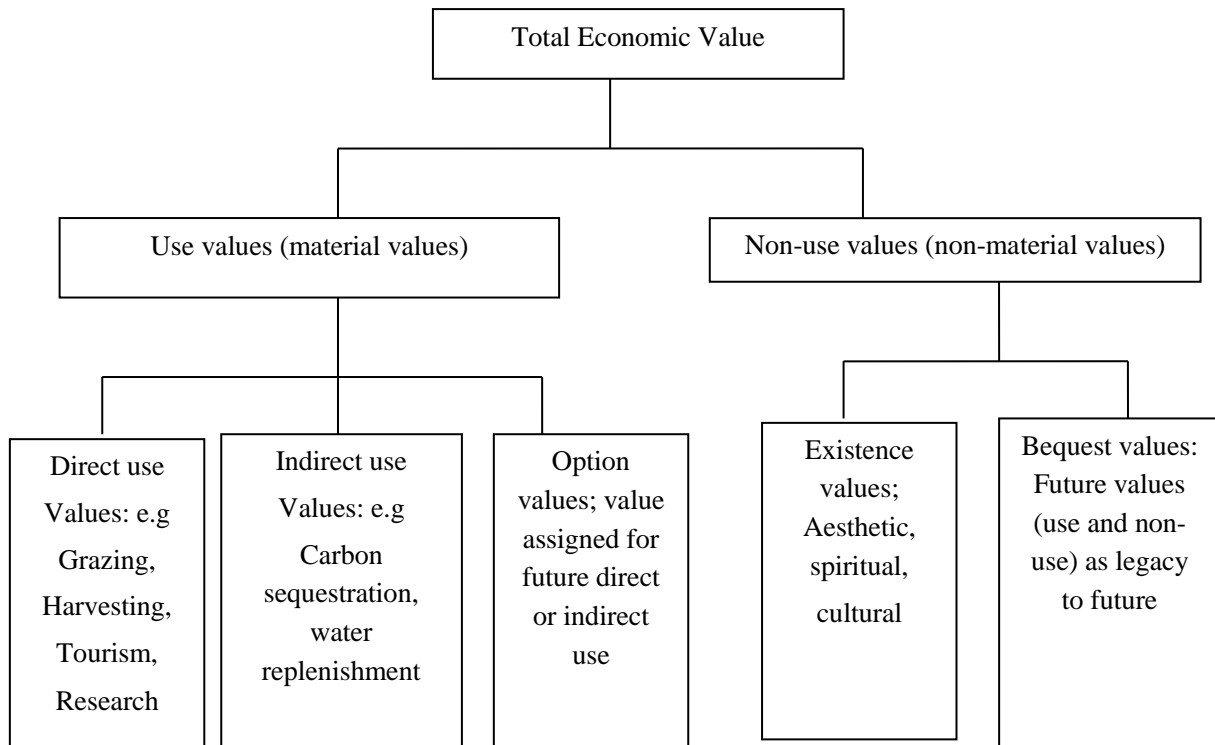 Total Economic Value
Use values (material values)
Non-use values (non-material values)
Direct use
Values: e.g
Grazing,
Harvesting,
Tourism,
Research
Indirect use
Values: e.g
Carbon
sequestration,
water
replenishment
Option
values; value
assigned for
future direct
or indirect
use
Existence
values;
Aesthetic,
spiritual,
cultural
Bequest values:
Future values
(use and non-
use) as legacy
to future